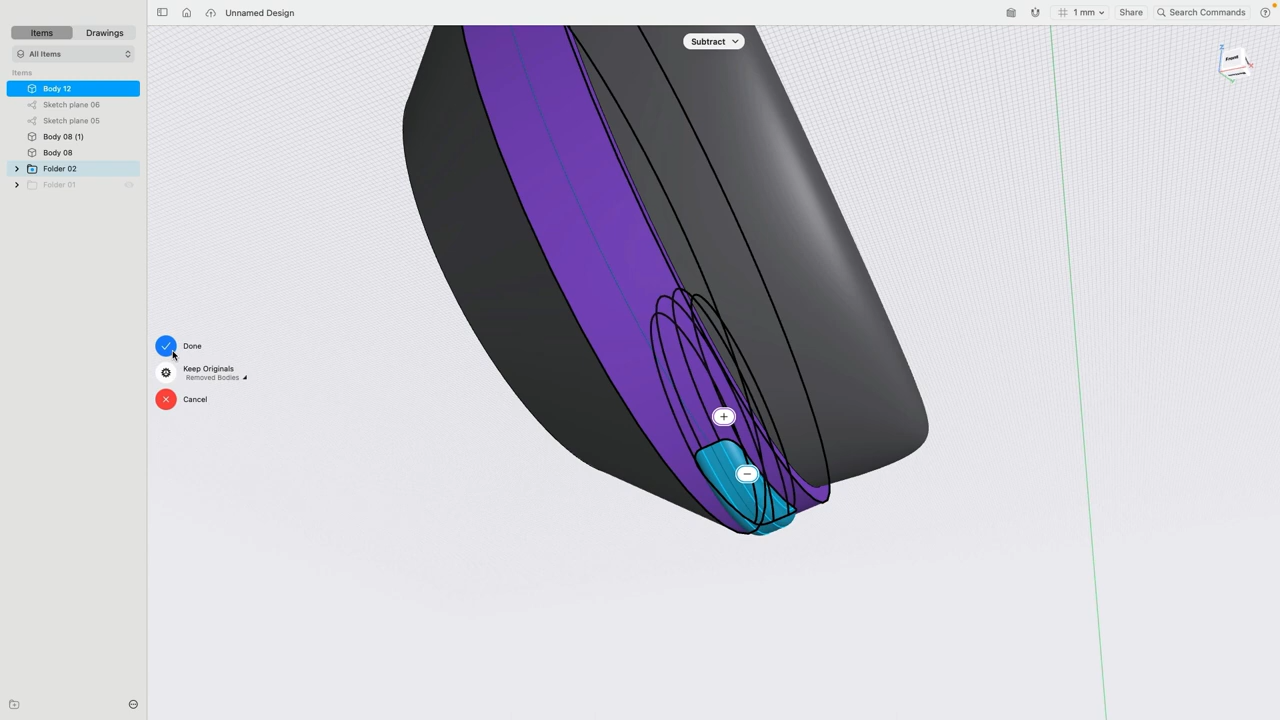 Unnamed Design
1 mm
Share
Search Commands
Items
Drawings
All Items
Items
Body 12
Sketch plane 06
Sketch plane 05
Body 08 (1)
Body 08
Folder 02
Folder 01
Subtract
Front
Done
Keep Originals
Removed Bodies
Cancel